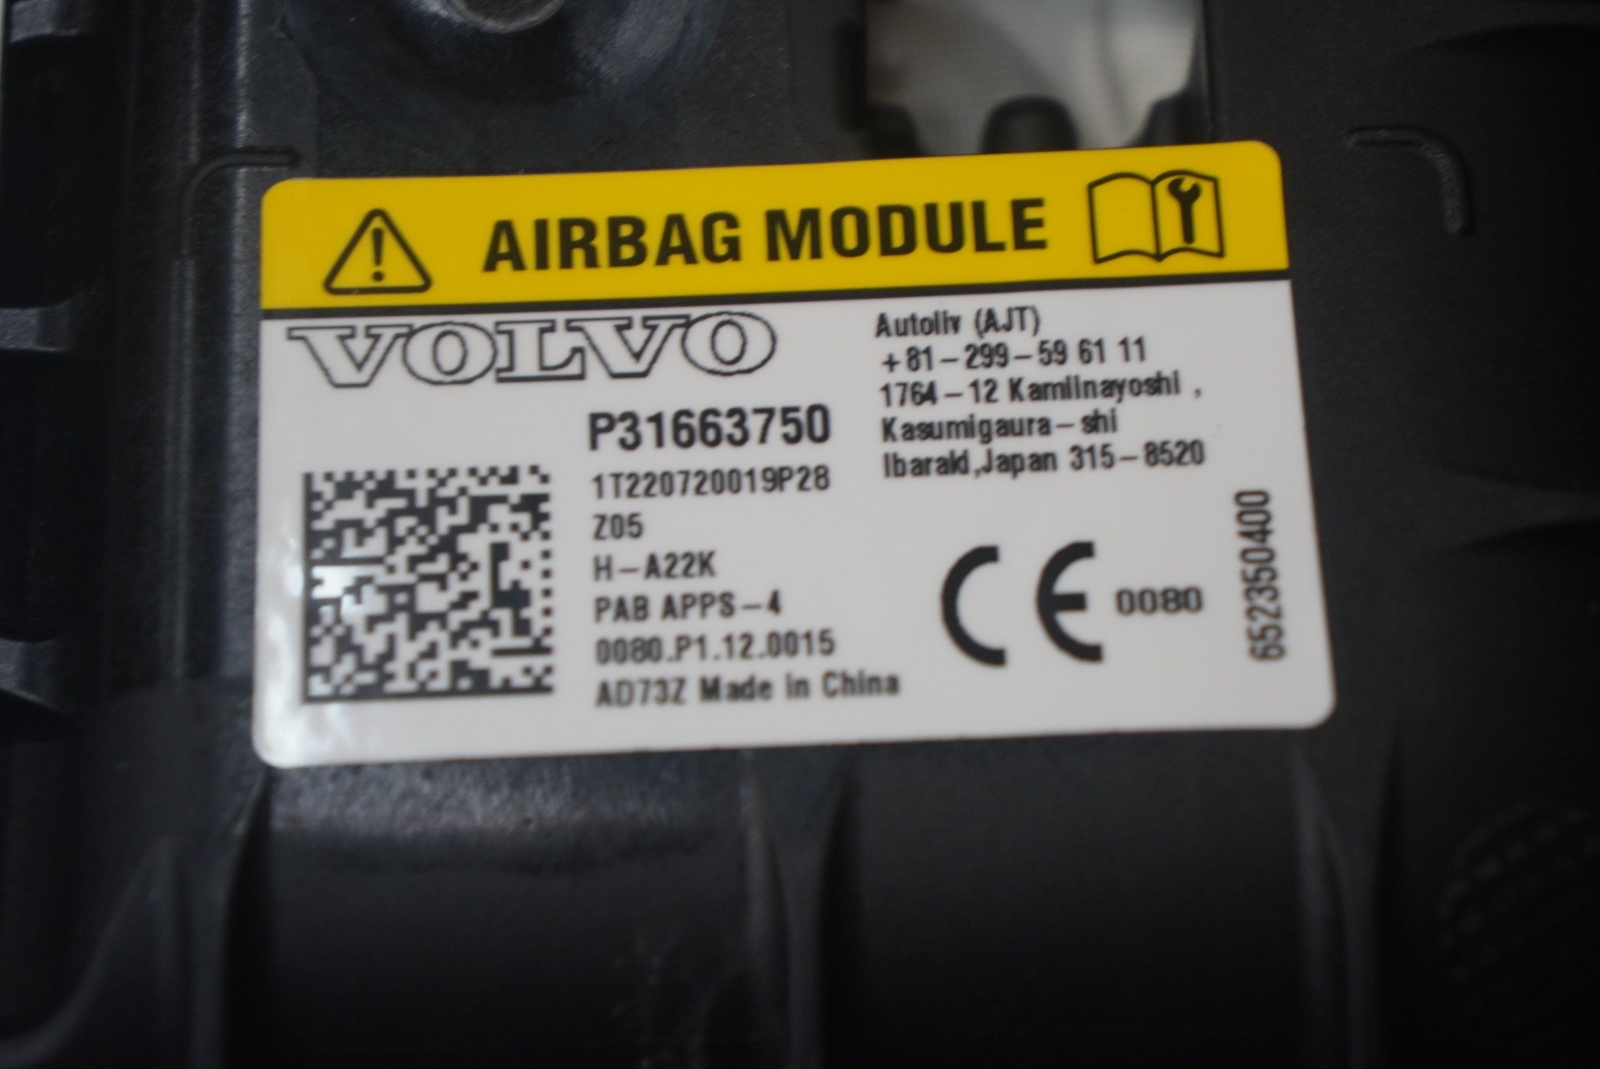 AIRBAG MODULE
VOLVO
P31663750
1T220720019P28
Z05
H-A22K
PAB APPS-4
0080.P1.12.0015
AD73Z Made in China
Autoliv (AJT)
+81-299-59 61 11
1764-12 Kamiinayoshi ,
Kasumigaura-shi
Ibaraki,Japan 315-8520
CE 0080
652350400